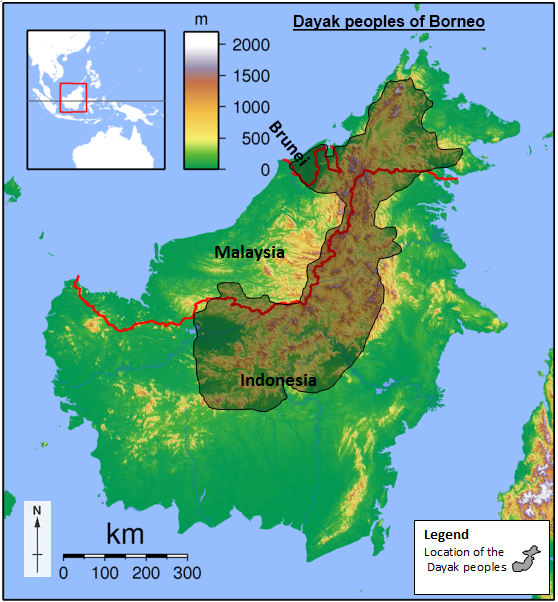 Dayak peoples of Borneo
m
2000
1500
1000
500
0
Brunei
Malaysia
Indonesia
N
km
0 100 200 300
Legend
Location of the
Dayak peoples